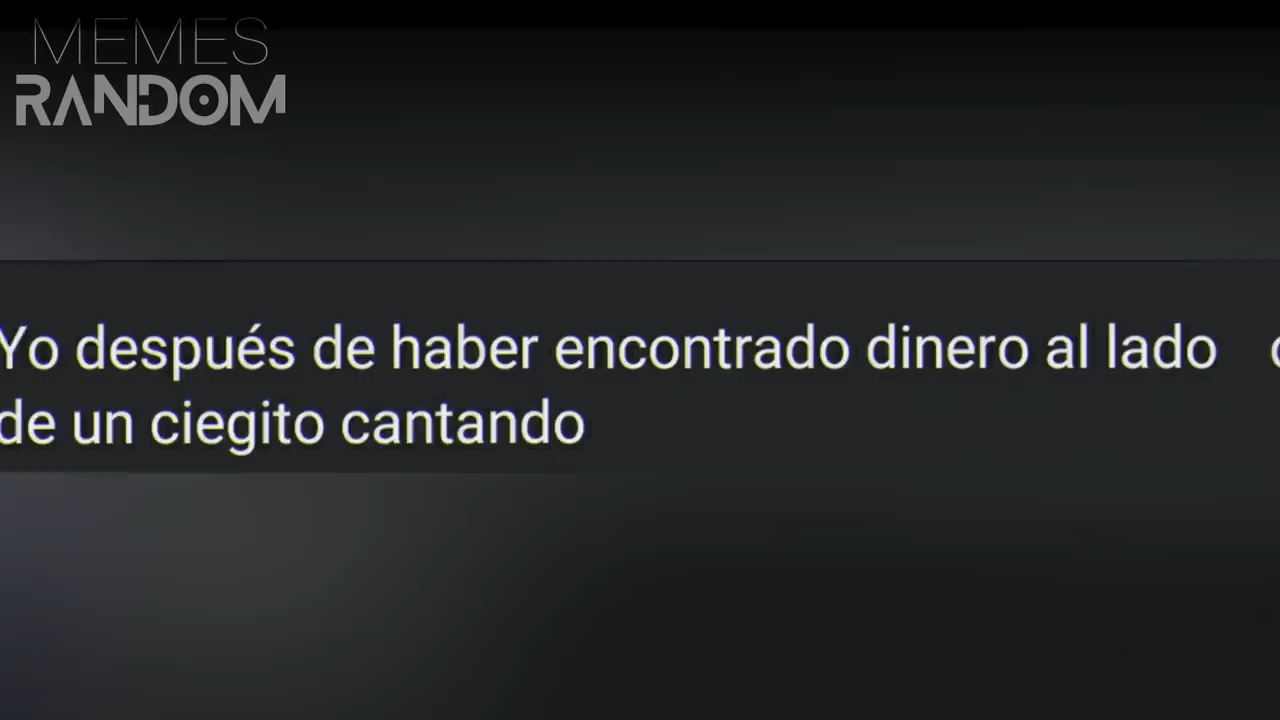 MEMES
RANDOM
Yo después de haber encontrado dinero al lado
de un ciegito cantando